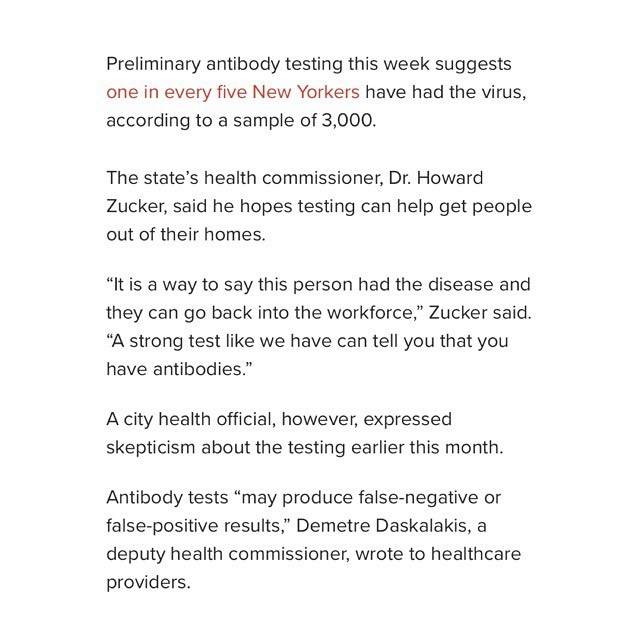 Preliminary antibody testing this week suggests
one in every five New Yorkers have had the virus,
according to a sample of 3,000.
The state’s health commissioner, Dr. Howard
Zucker, said he hopes testing can help get people
out of their homes.
“It is a way to say this person had the disease and
they can go back into the workforce,” Zucker said.
“A strong test like we have can tell you that you
have antibodies.”
A city health official, however, expressed
skepticism about the testing earlier this month.
Antibody tests “may produce false-negative or
false-positive results,” Demetre Daskalakis, a
deputy health commissioner, wrote to healthcare
providers.